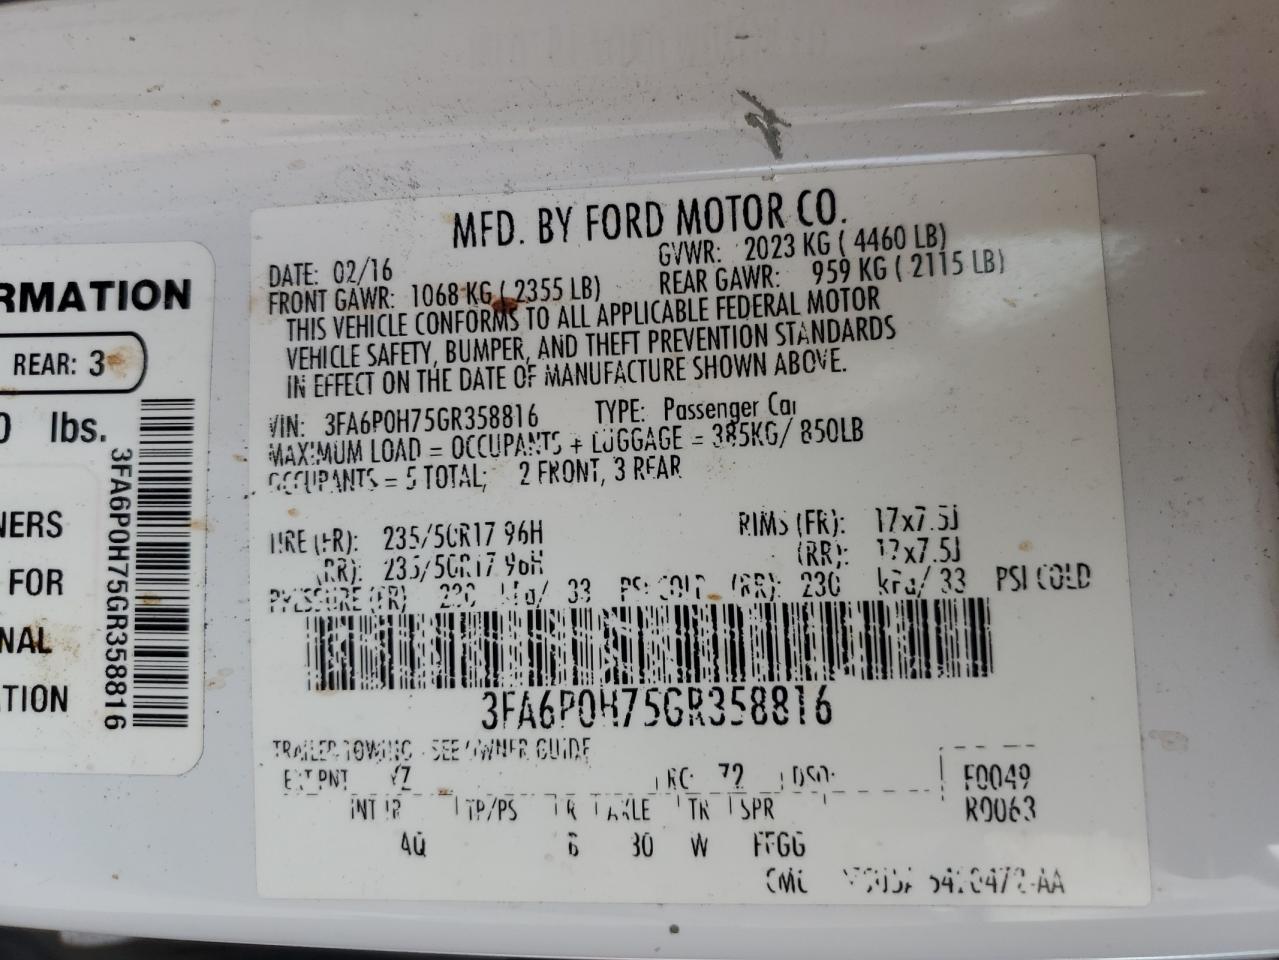 RMATION
REAR: 3
0 lbs.
NERS
FOR
NAL
TION
3FA6P0H75GR358816
MFD. BY FORD MOTOR CO.
DATE: 02/16 GVWR: 2023 KG ( 4460 LB)
FRONT GAWR: 1068 KG ( 2355 LB) REAR GAWR: 959 KG ( 2115 LB)
THIS VEHICLE CONFORMS TO ALL APPLICABLE FEDERAL MOTOR
VEHICLE SAFETY, BUMPER, AND THEFT PREVENTION STANDARDS
IN EFFECT ON THE DATE OF MANUFACTURE SHOWN ABOVE.
VIN: 3FA6P0H75GR358816 TYPE: Passenger Car
MAXIMUM LOAD = OCCUPANTS + LUGGAGE = 385KG/ 850LB
OCCUPANTS = 5 TOTAL; 2 FRONT, 3 REAR
TIRE (FR): 235/50R17 96H RIMS (FR): 17x7.5J
(RR): 235/50R17 96H (RR): 17x7.5J
PRESSURE (FR) 230 kPa/ 33 PSI COLD (RR): 230 kPa/ 33 PSI COLD
3FA6P0H75GR358816
TRAILER TOWING - SEE OWNER GUIDE
EXT PNT YZ RC: 72 DSO: F0049
INT TR TP/PS R AXLE TR SPR R0063
AQ 6 30 W FFGG